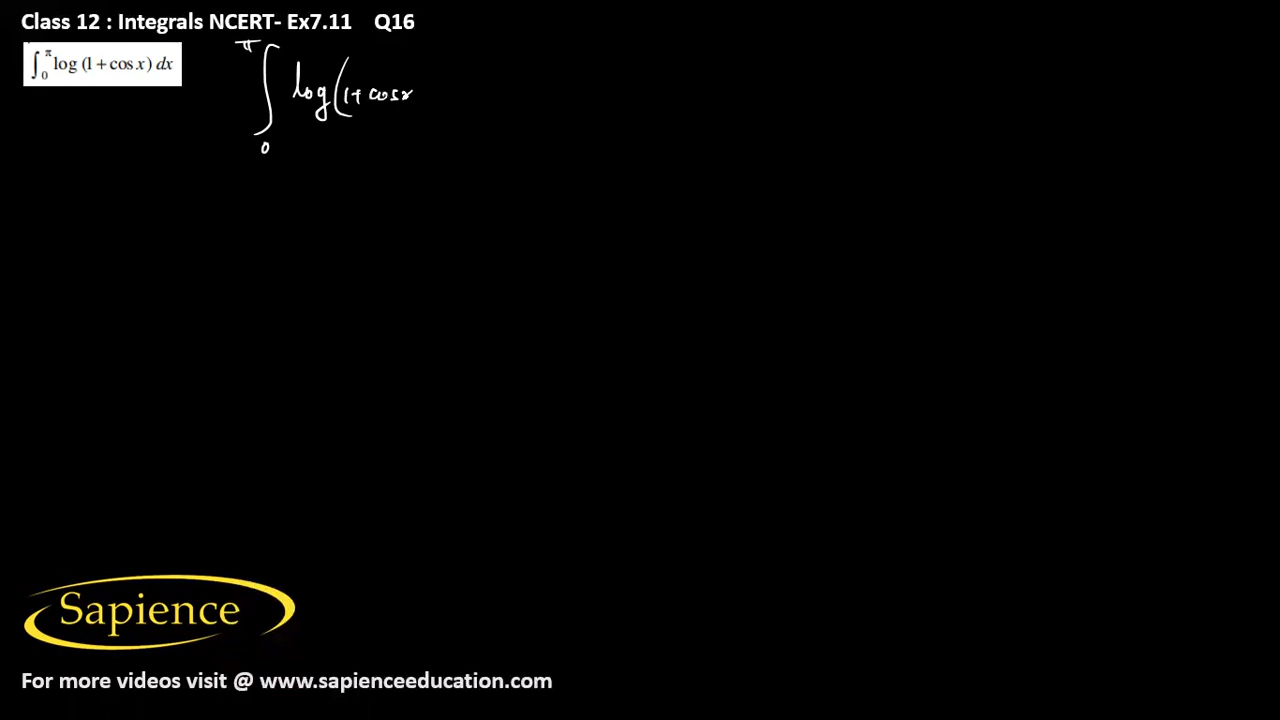 Class 12 : Integrals NCERT- Ex7.11 Q16
∫₀^π log (1 + cos x) dx
π
∫ log(1+ cosx
0
Sapience
For more videos visit @ www.sapienceeducation.com